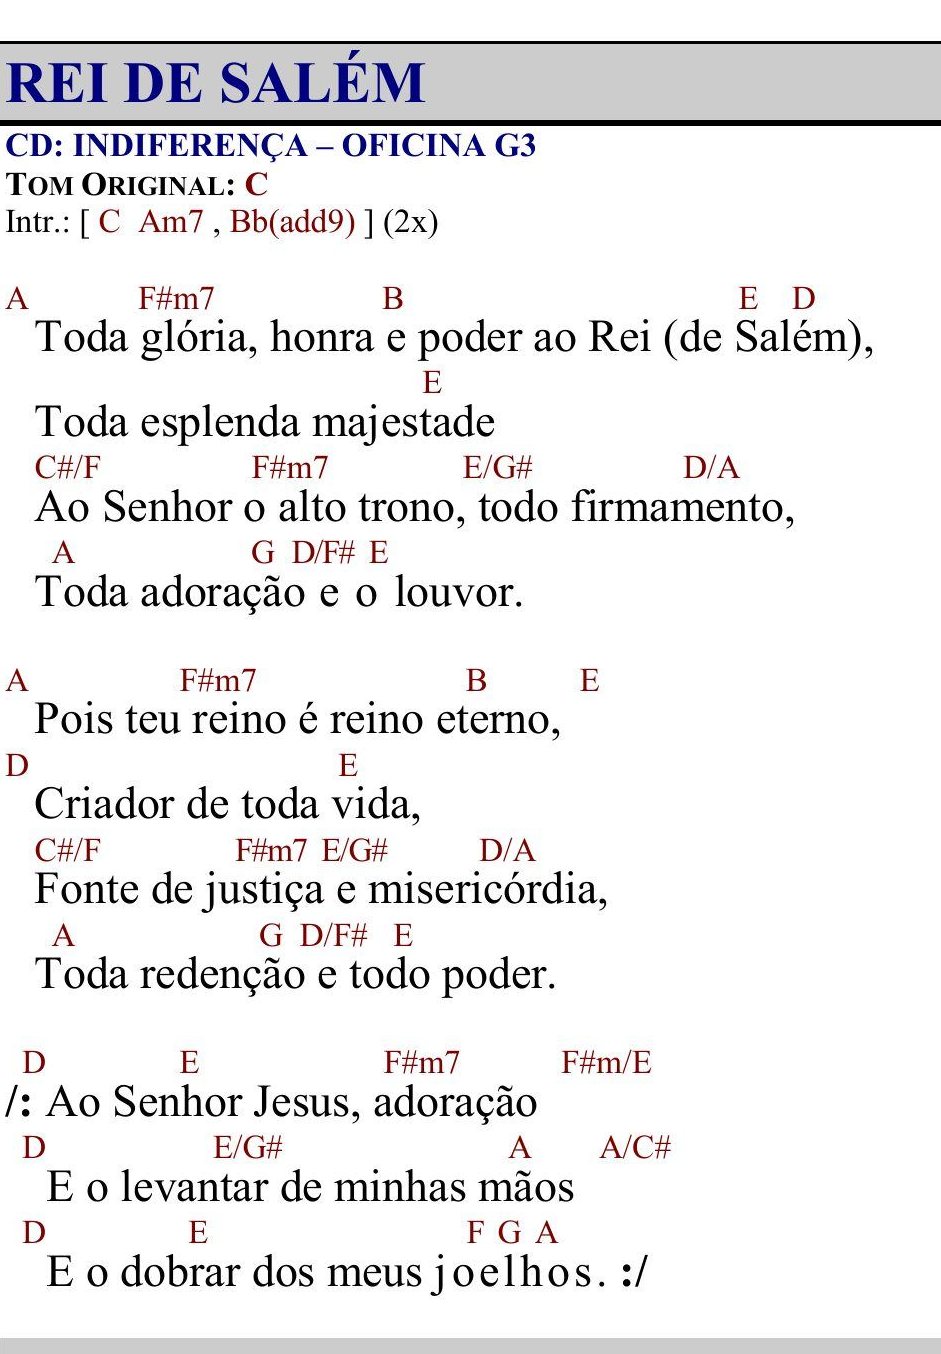 REI DE SALÉM
CD: INDIFERENÇA – OFICINA G3
TOM ORIGINAL: C
Intr.: [ C Am7 , Bb(add9) ] (2x)
A F#m7 B E D
Toda glória, honra e poder ao Rei (de Salém),
E
Toda esplenda majestade
C#/F F#m7 E/G# D/A
Ao Senhor o alto trono, todo firmamento,
A G D/F# E
Toda adoração e o louvor.
A F#m7 B E
Pois teu reino é reino eterno,
D E
Criador de toda vida,
C#/F F#m7 E/G# D/A
Fonte de justiça e misericórdia,
A G D/F# E
Toda redenção e todo poder.
D E F#m7 F#m/E
/: Ao Senhor Jesus, adoração
D E/G# A A/C#
E o levantar de minhas mãos
D E F G A
E o dobrar dos meus joelhos. :/